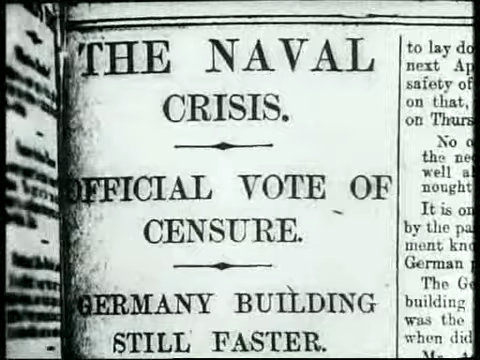 THE NAVAL
CRISIS.
OFFICIAL VOTE OF
CENSURE.
GERMANY BUILDING
STILL FASTER.
to lay do
next Ap
safety of
on that,
on Thurs
No o
the ne
well a
nought
It is on
by the pa
ment kno
German
The Ge
building
was the
when did